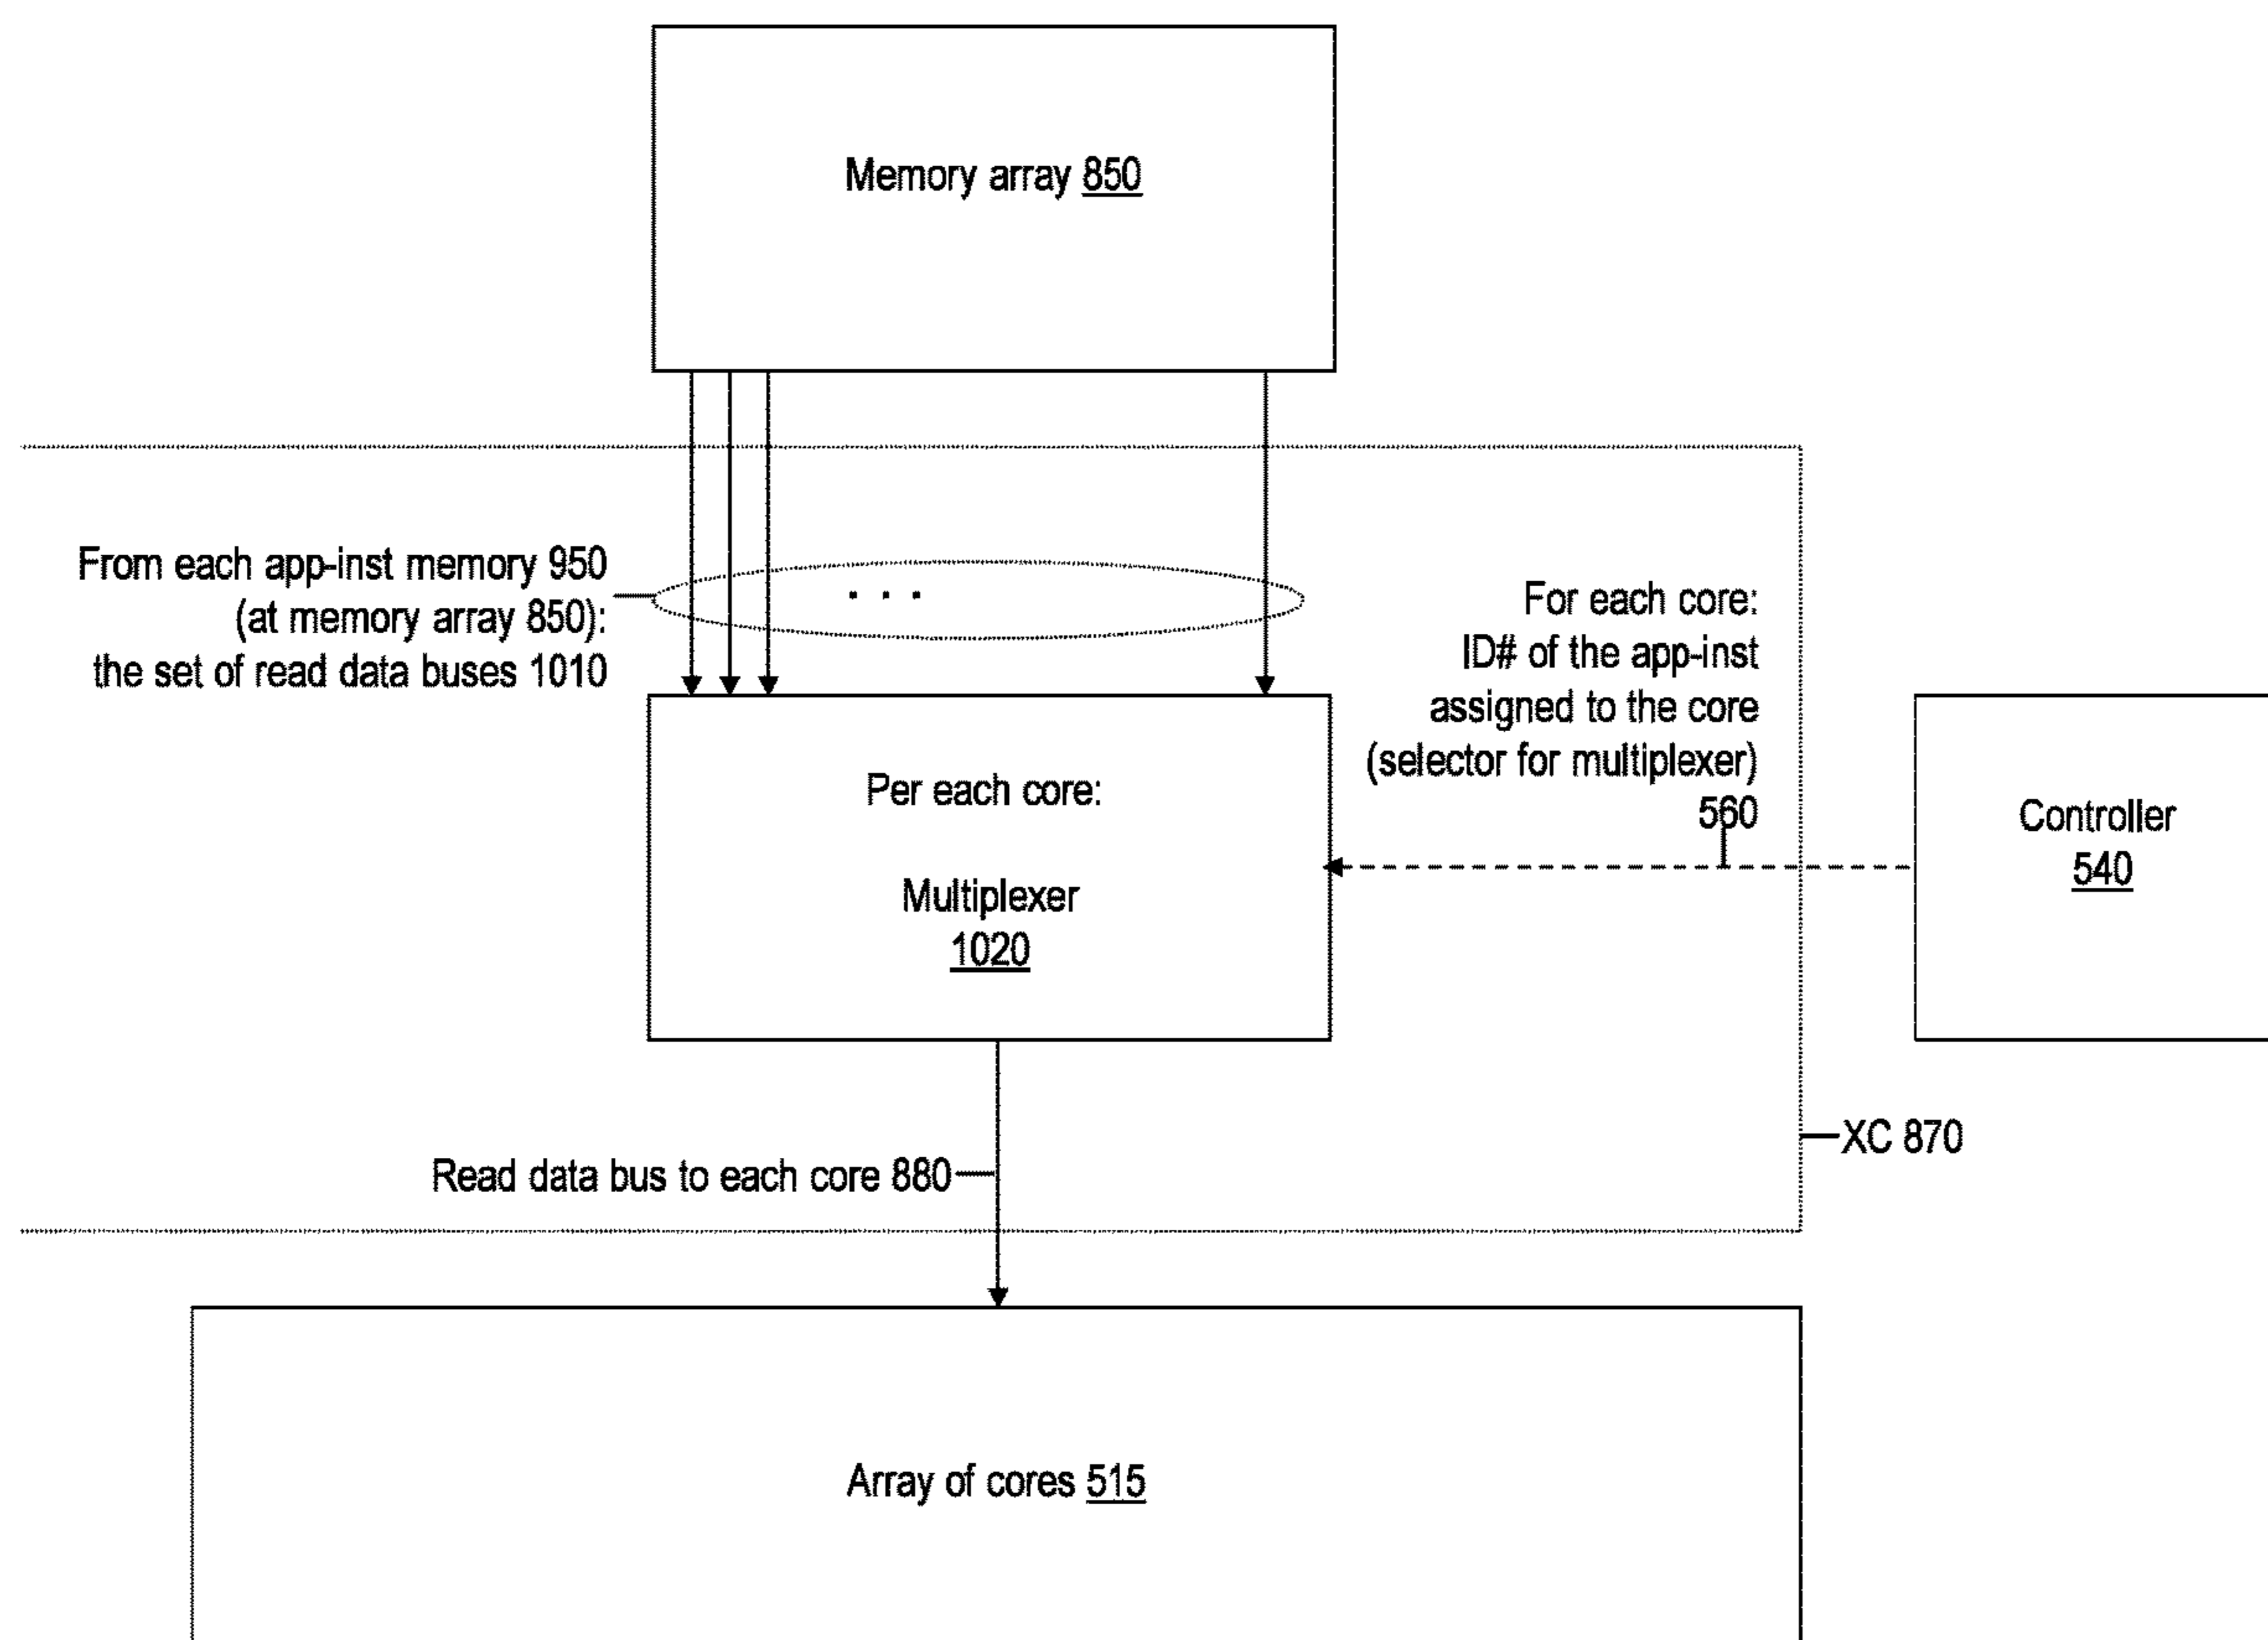 Memory array 850
From each app-inst memory 950
(at memory array 850):
the set of read data buses 1010
. . .
For each core:
ID# of the app-inst
assigned to the core
(selector for multiplexer)
560
Per each core:
Multiplexer
1020
Controller
540
XC 870
Read data bus to each core 880
Array of cores 515